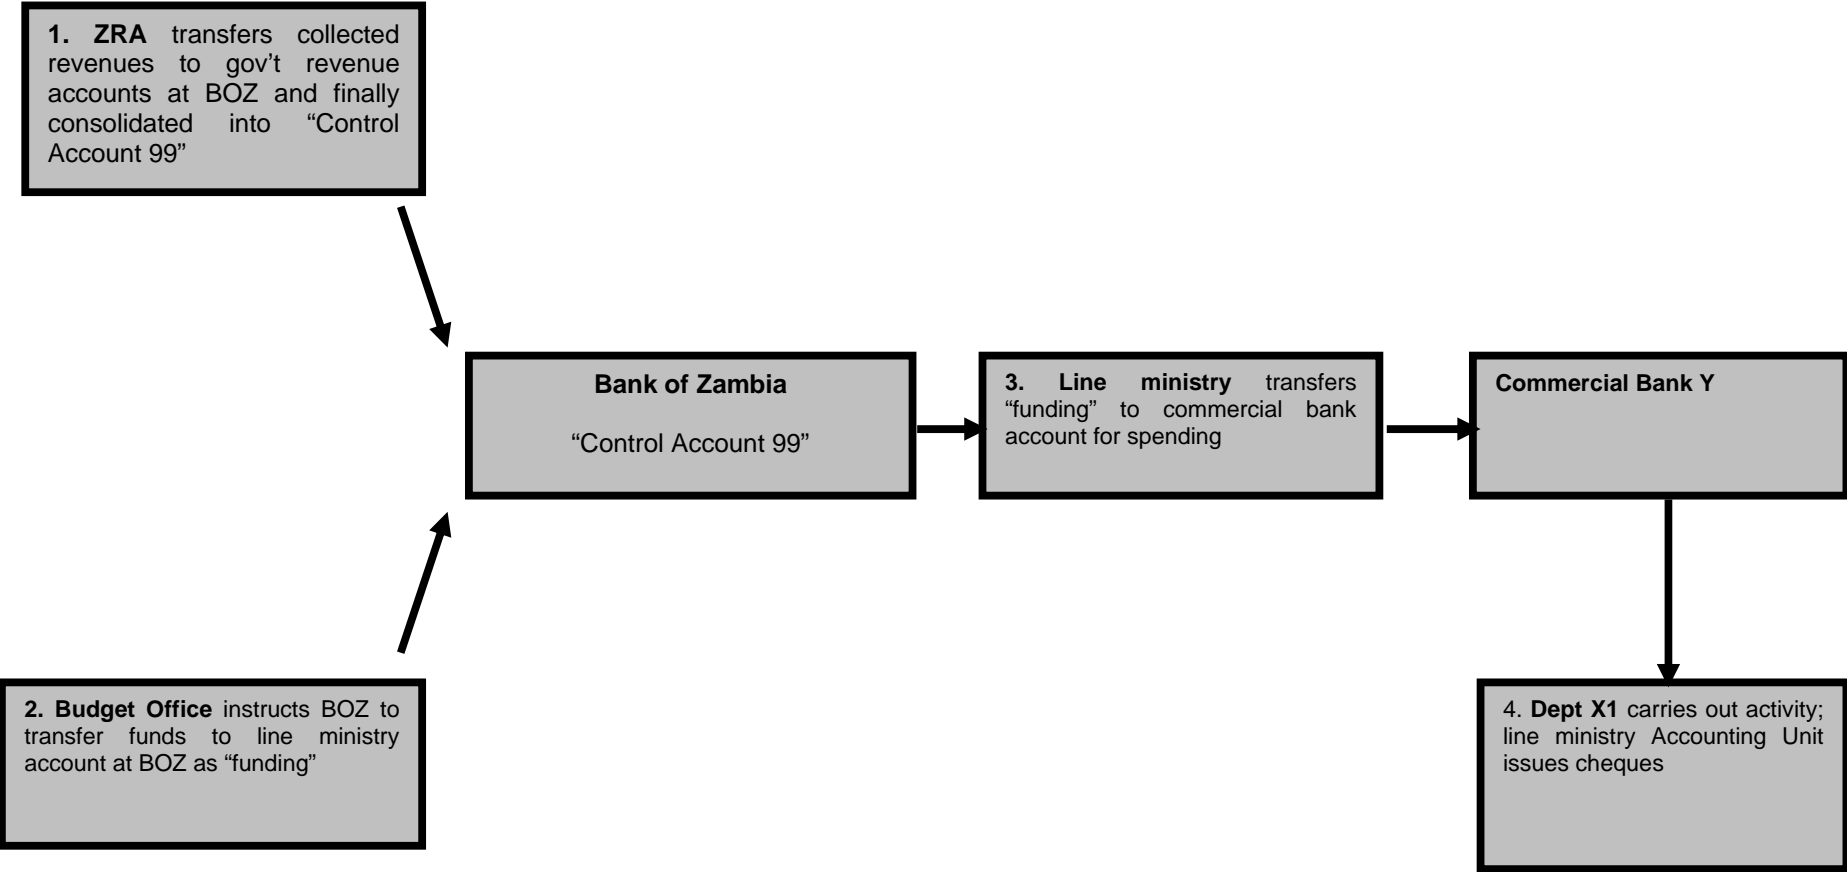 1. ZRA transfers collected
revenues to gov’t revenue
accounts at BOZ and finally
consolidated into “Control
Account 99”
Bank of Zambia
“Control Account 99”
3. Line ministry transfers
“funding” to commercial bank
account for spending
Commercial Bank Y
2. Budget Office instructs BOZ to
transfer funds to line ministry
account at BOZ as “funding”
4. Dept X1 carries out activity;
line ministry Accounting Unit
issues cheques